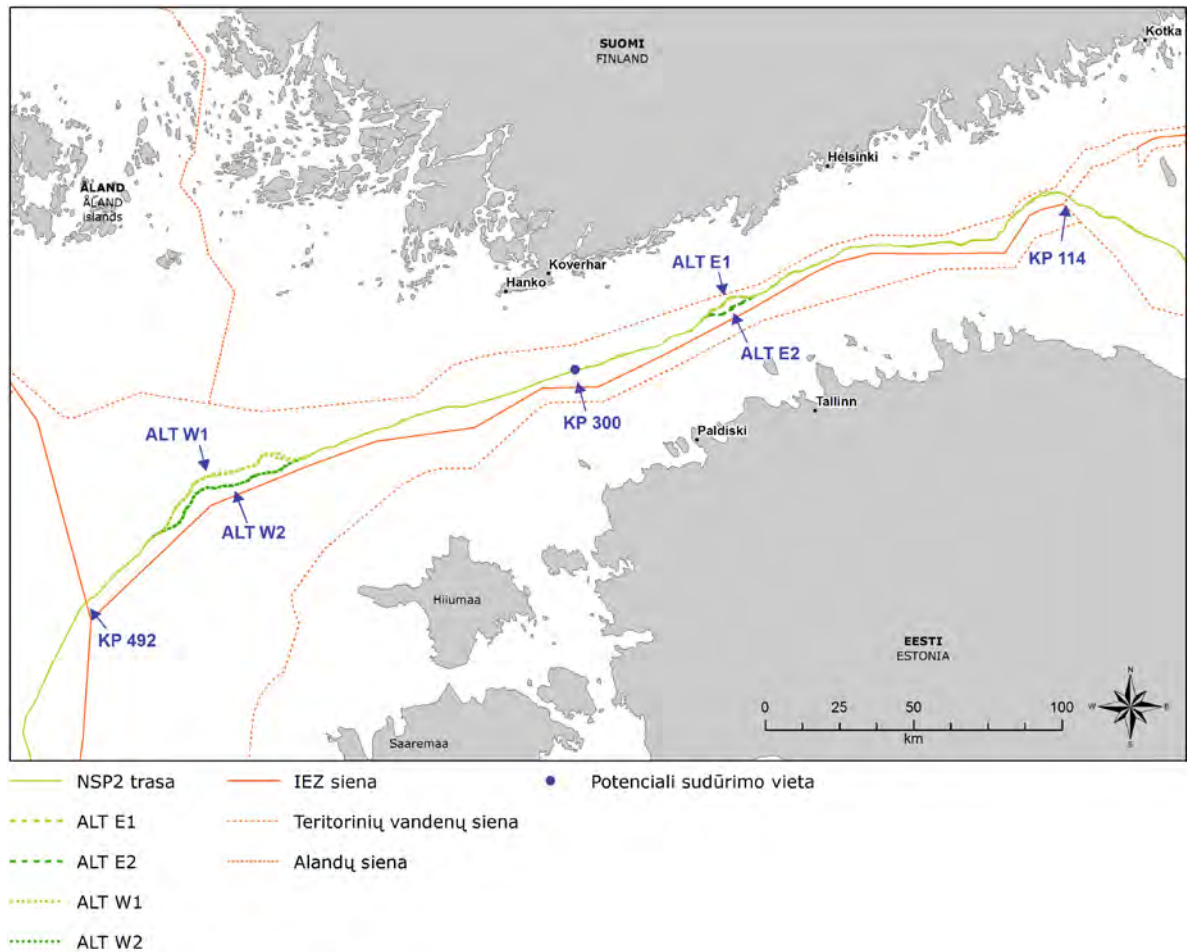 Kotka
SUOMI
FINLAND
Helsinki
ÅLAND
ÅLAND
islands
KP 114
ALT E1
Koverhar
Hanko
ALT E2
KP 300
Tallinn
ALT W1
Paldiski
ALT W2
Hiiumaa
KP 492
EESTI
ESTONIA
N
W
E
S
0 25 50 100
km
Saaremaa
NSP2 trasa
IEZ siena
Potenciali sudūrimo vieta
ALT E1
Teritorinių vandenų siena
ALT E2
Alandų siena
ALT W1
ALT W2